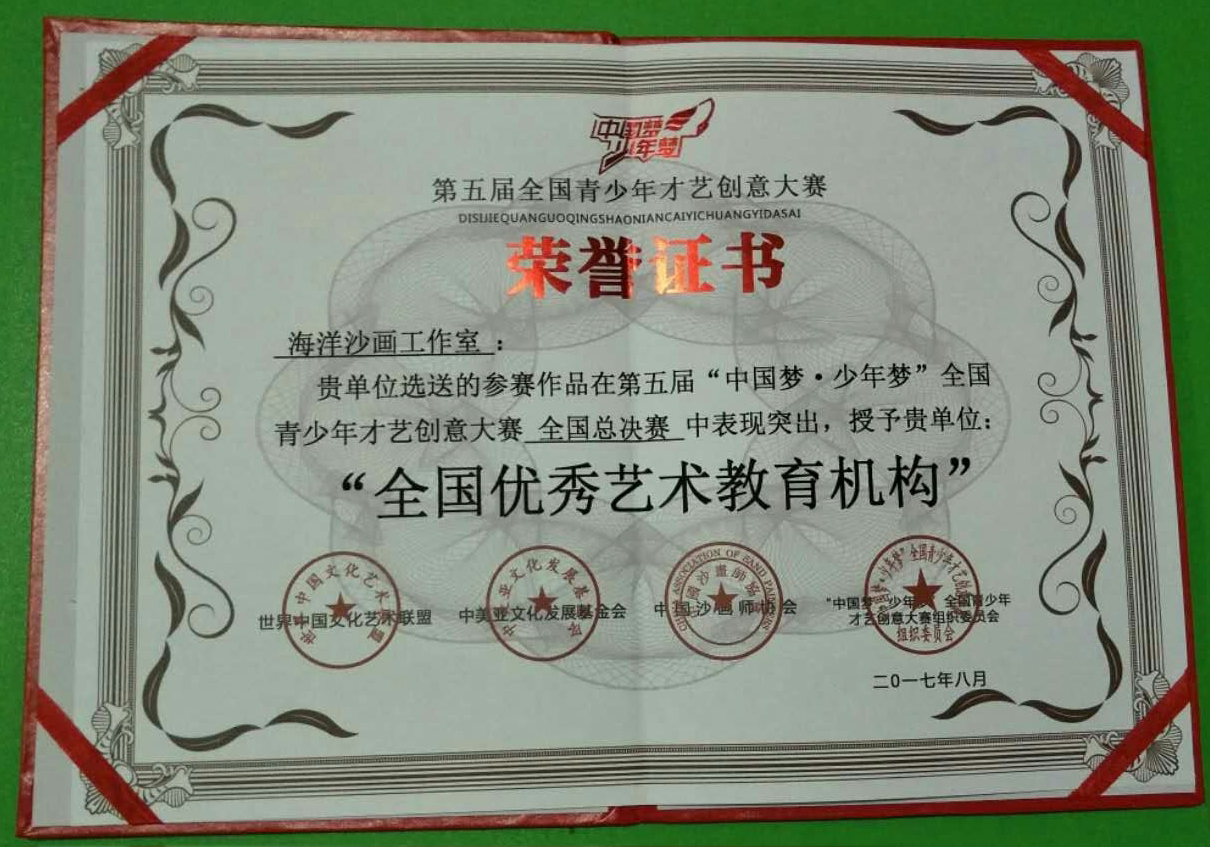 中国梦
少年梦
第五届全国青少年才艺创意大赛
DISIJIEQUANGUOQINGSHAONIANCAIYICHUANGYIDASAI
荣誉证书
海洋沙画工作室：
贵单位选送的参赛作品在第五届“中国梦·少年梦”全国
青少年才艺创意大赛 全国总决赛 中表现突出，授予贵单位：
“全国优秀艺术教育机构”
世界中国文化艺术联盟
中美亚文化发展基金会
中国沙画师协会
“中国梦·少年梦”全国青少年
才艺创意大赛组织委员会
组织委员会
二0一七年八月